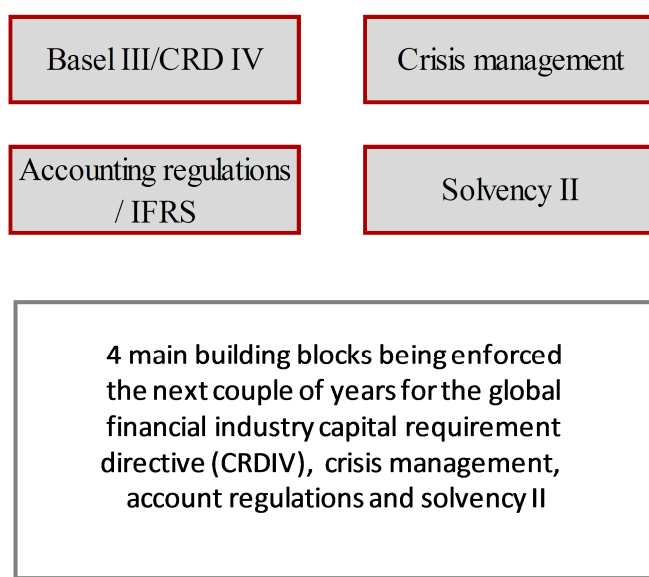 Basel III/CRD IV
Crisis management
Accounting regulations
/ IFRS
Solvency II
4 main building blocks being enforced
the next couple of years for the global
financial industry capital requirement
directive (CRDIV), crisis management,
account regulations and solvency II